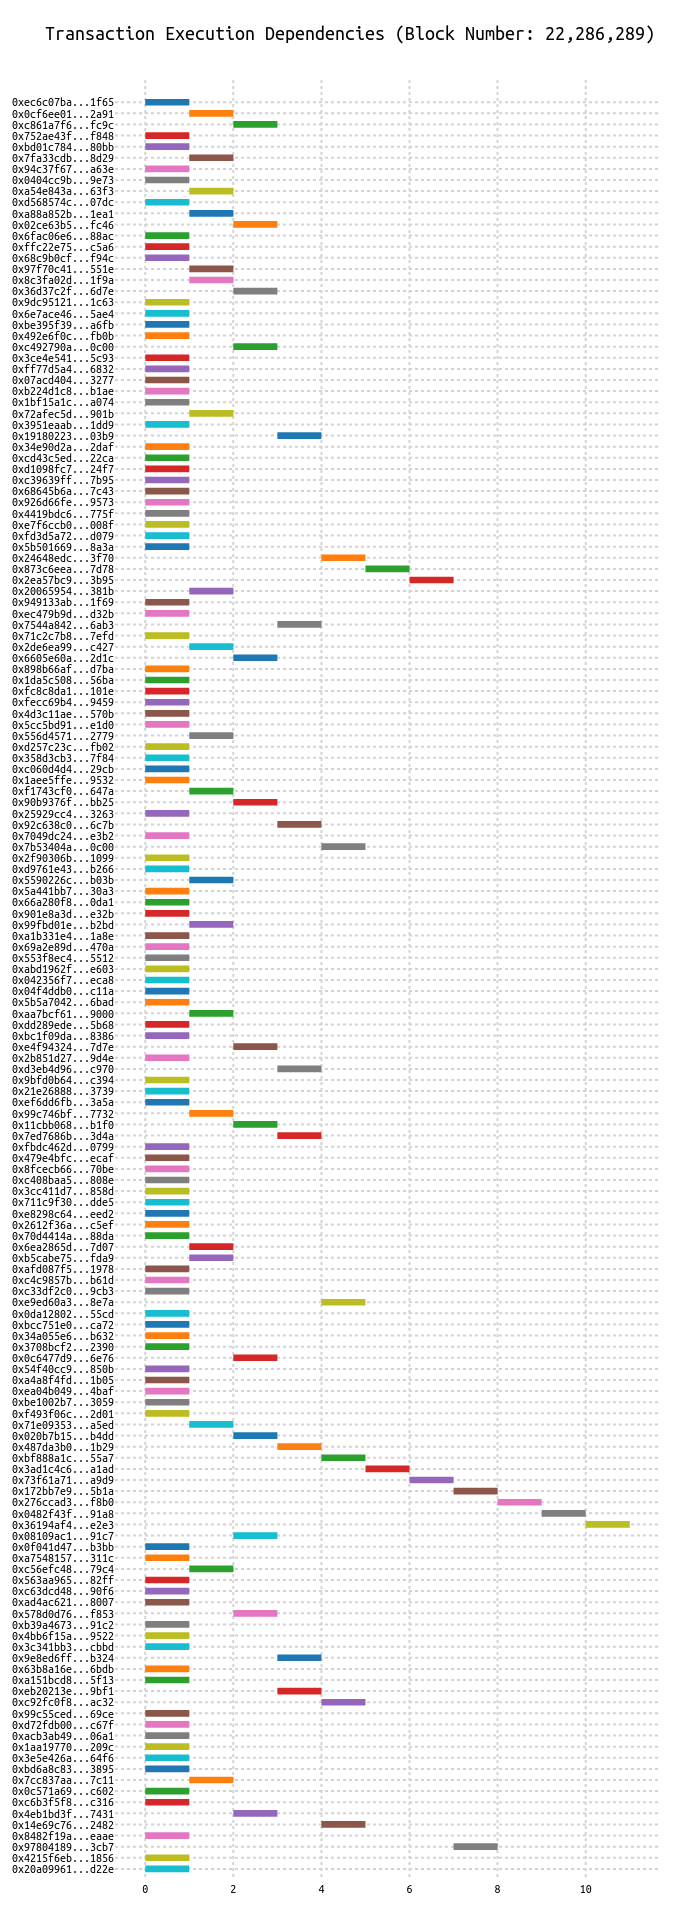 Transaction Execution Dependencies (Block Number: 22,286,289)
0xec6c07ba...1f65
0x0cf6ee01...2a91
0xc861a7f6...fc9c
0x752ae43f...f848
0xbd01c784...80bb
0x7fa33cdb...8d29
0x94c37f67...a63e
0x0404cc9b...9e73
0xa54e843a...63f3
0xd568574c...07dc
0xa88a852b...1ea1
0x02ce63b5...fc46
0x6fac06e6...88ac
0xffc22e75...c5a6
0x68c9b0cf...f94c
0x97f70c41...551e
0x8c3fa02d...1f9a
0x36d37c2f...6d7e
0x9dc95121...1c63
0x6e7ace46...5ae4
0xbe395f39...a6fb
0x492e6f0c...fb0b
0xc492790a...0c00
0x3ce4e541...5c93
0xff77d5a4...6832
0x07acd404...3277
0xb224d1c8...b1ae
0x1bf15a1c...a074
0x72afec5d...901b
0x3951eaab...1dd9
0x19180223...03b9
0x34e90d2a...2daf
0xcd43c5ed...22ca
0xd1098fc7...24f7
0xc39639ff...7b95
0x68645b6a...7c43
0x926d66fe...9573
0x4419bdc6...775f
0xe7f6ccb0...008f
0xfd3d5a72...d079
0x5b501669...8a3a
0x24648edc...3f70
0x873c6eea...7d78
0x2ea57bc9...3b95
0x20065954...381b
0x949133ab...1f69
0xec479b9d...d32b
0x7544a842...6ab3
0x71c2c7b8...7efd
0x2de6ea99...c427
0x6605e60a...2d1c
0x898b66af...d7ba
0x1da5c508...56ba
0xfc8c8da1...101e
0xfecc69b4...9459
0x4d3c11ae...570b
0x5cc5bd91...e1d0
0x556d4571...2779
0xd257c23c...fb02
0x358d3cb3...7f84
0xc060d4d4...29cb
0x1aee5ffe...9532
0xf1743cf0...647a
0x90b9376f...bb25
0x25929cc4...3263
0x92c638c0...6c7b
0x7049dc24...e3b2
0x7b53404a...0c00
0x2f90306b...1099
0xd9761e43...b266
0x5590226c...b03b
0x5a441bb7...30a3
0x66a280f8...0da1
0x901e8a3d...e32b
0x99fbd01e...b2bd
0xa1b331e4...1a8e
0x69a2e89d...470a
0x553f8ec4...5512
0xabd1962f...e603
0x042356f7...eca8
0x04f4ddb0...c11a
0x5b5a7042...6bad
0xaa7bcf61...9000
0xdd289ede...5b68
0xbc1f09da...8386
0xe4f94324...7d7e
0x2b851d27...9d4e
0xd3eb4d96...c970
0x9bfd0b64...c394
0x21e26888...3739
0xef6dd6fb...3a5a
0x99c746bf...7732
0x11cbb068...b1f0
0x7ed7686b...3d4a
0xfbdc462d...0799
0x479e4bfc...ecaf
0x8fcecb66...70be
0xc408baa5...808e
0x3cc411d7...858d
0x711c9f30...dde5
0xe8298c64...eed2
0x2612f36a...c5ef
0x70d4414a...88da
0x6ea2865d...7d07
0xb5cabe75...fda9
0xafd087f5...1978
0xc4c9857b...b61d
0xc33df2c0...9cb3
0xe9ed60a3...8e7a
0x0da12802...55cd
0xbcc751e0...ca72
0x34a055e6...b632
0x3708bcf2...2390
0x0c6477d9...6e76
0x54f40cc9...850b
0xa4a8f4fd...1b05
0xea04b049...4baf
0xbe1002b7...3059
0xf493f06c...2d01
0x71e09353...a5ed
0x020b7b15...b4dd
0x487da3b0...1b29
0xbf888a1c...55a7
0x3ad1c4c6...a1ad
0x73f61a71...a9d9
0x172bb7e9...5b1a
0x276ccad3...f8b0
0x0482f43f...91a8
0x36194af4...e2e3
0x08109ac1...91c7
0x0f041d47...b3bb
0xa7548157...311c
0xc56efc48...79c4
0x563aa965...82ff
0xc63dcd48...90f6
0xad4ac621...8007
0x578d0d76...f853
0xb39a4673...91c2
0x4bb6f15a...9522
0x3c341bb3...cbbd
0x9e8ed6ff...b324
0x63b8a16e...6bdb
0xa151bcd8...5f13
0xeb20213e...9bf1
0xc92fc0f8...ac32
0x99c55ced...69ce
0xd72fdb00...c67f
0xacb3ab49...06a1
0x1aa19770...209c
0x3e5e426a...64f6
0xbd6a8c83...3895
0x7cc837aa...7c11
0x0c571a69...c602
0xc6b3f5f8...c316
0x4eb1bd3f...7431
0x14e69c76...2482
0x8482f19a...eaae
0x97804189...3cb7
0x4215f6eb...1856
0x20a09961...d22e
0 2 4 6 8 10